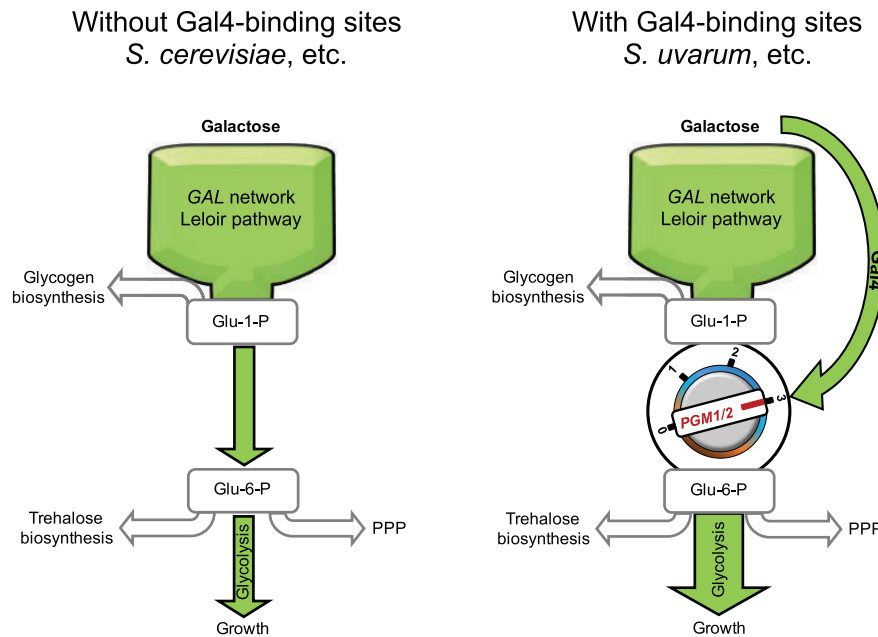 Without Gal4-binding sites
S. cerevisiae, etc.
Galactose
GAL network
Leloir pathway
Glycogen
biosynthesis
Glu-1-P
Glu-6-P
Trehalose
biosynthesis
PPP
Glycolysis
Growth
With Gal4-binding sites
S. uvarum, etc.
Galactose
GAL network
Leloir pathway
Gal4
Glycogen
biosynthesis
Glu-1-P
0
1
2
3
PGM1/2
Glu-6-P
Trehalose
biosynthesis
PPP
Glycolysis
Growth